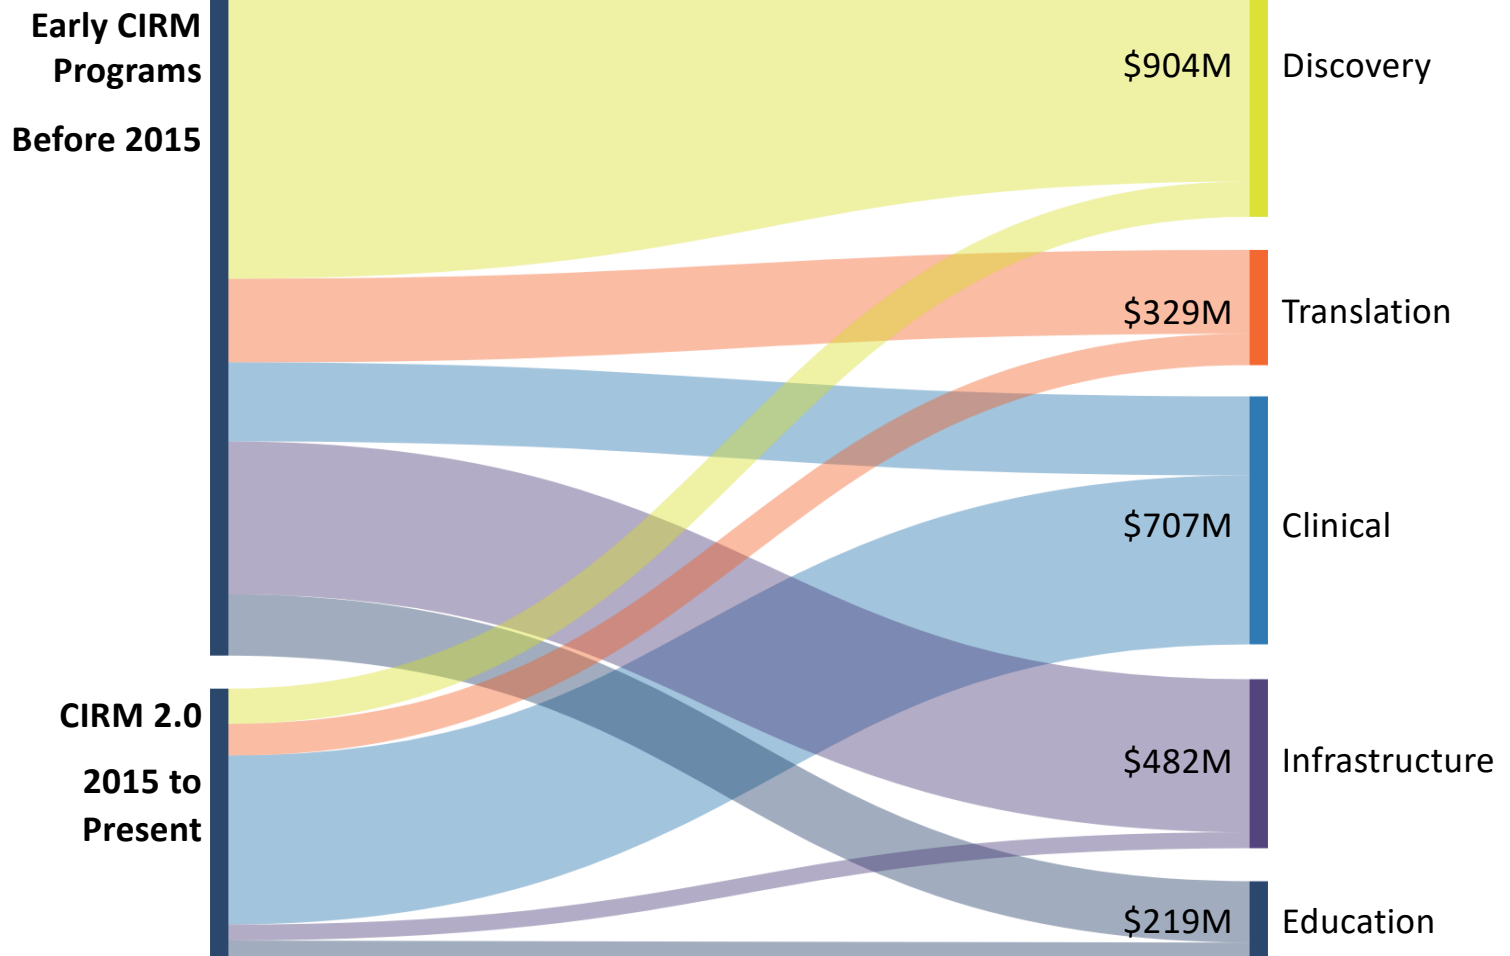 Early CIRM
Programs
Before 2015
$904M Discovery
$329M Translation
$707M Clinical
CIRM 2.0
2015 to
Present
$482M Infrastructure
$219M Education